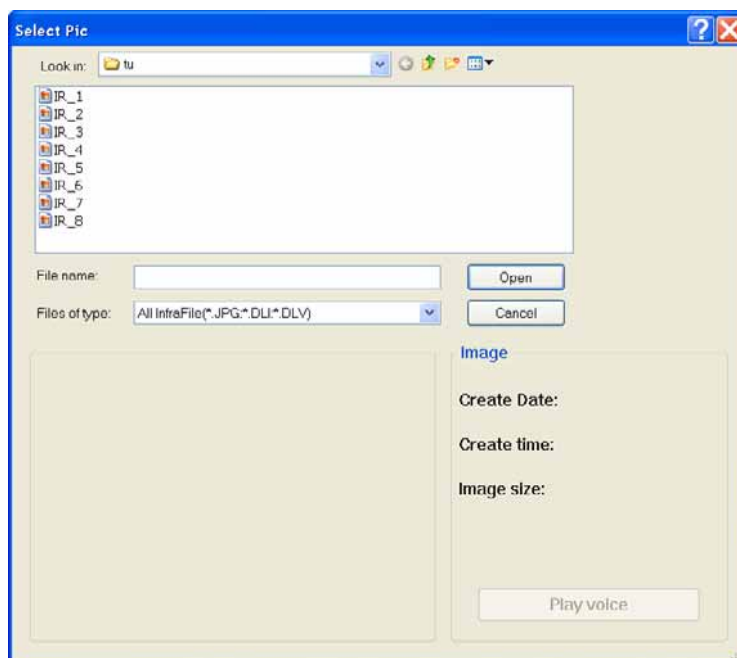 Select Pic
Look in: tu
IR_1
IR_2
IR_3
IR_4
IR_5
IR_6
IR_7
IR_8
File name: Open
Files of type: All InfraFile(*.JPG;*.DLI;*.DLV) Cancel
Image
Create Date:
Create time:
Image size:
Play voice